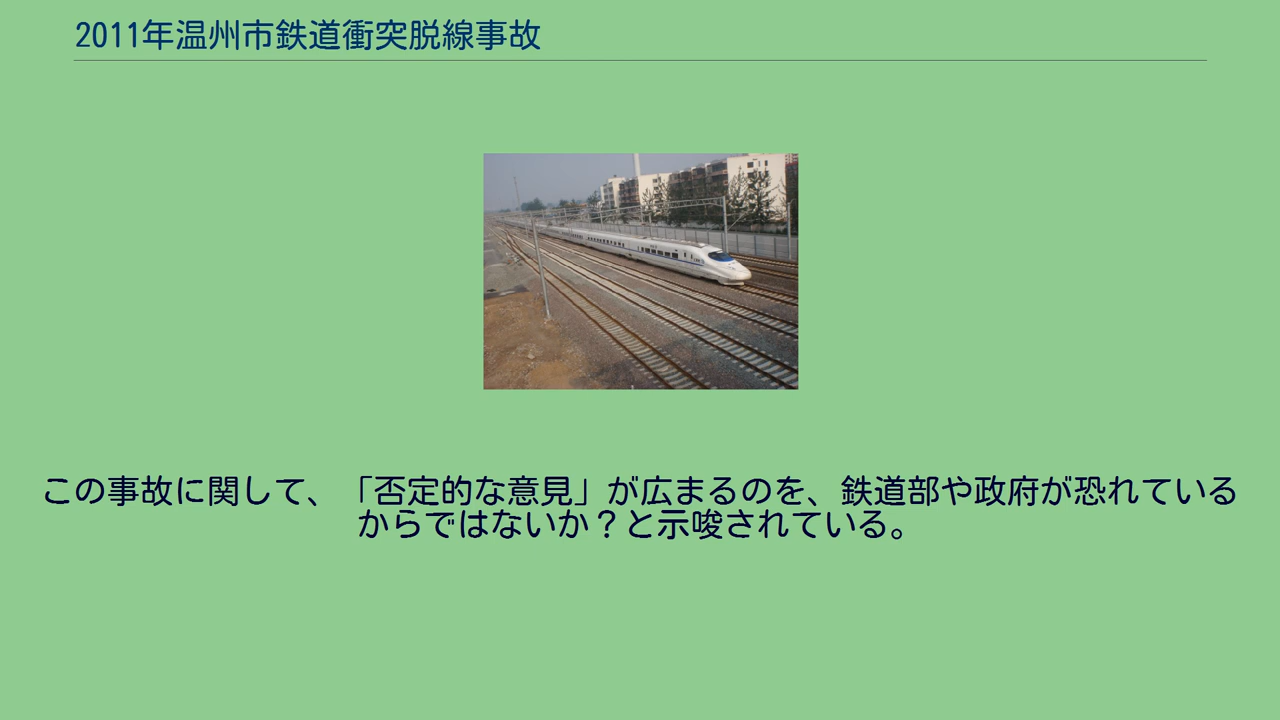 2011年温州市鉄道衝突脱線事故
この事故に関して、「否定的な意見」が広まるのを、鉄道部や政府が恐れている
からではないか？と示唆されている。